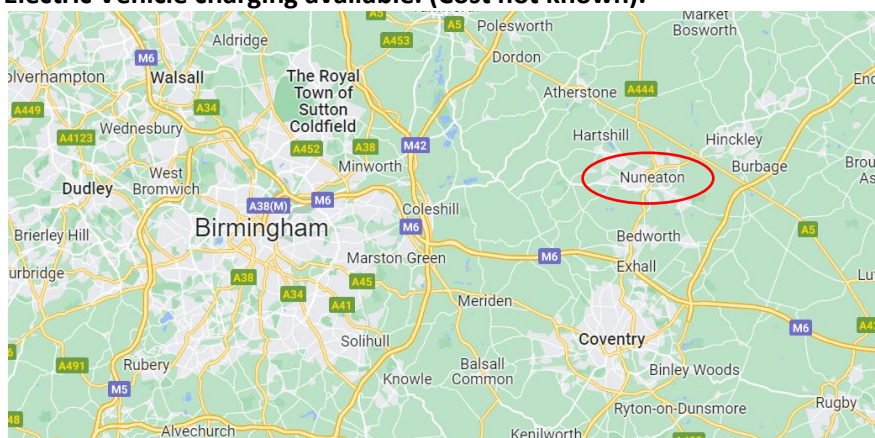 Electric Vehicle charging available. (Cost not known).
Market
Bosworth
Polesworth
A5
A5
A453
Aldridge
Dordon
M6
Walsall
The Royal
Town of
Sutton
Coldfield
Atherstone
A444
A449
A34
Hartshill
Hinckley
A4123
Wednesbury
A452
A38
M42
Minworth
Burbage
West
Bromwich
Nuneaton
Dudley
A38(M)
M6
Coleshill
Birmingham
M6
Bedworth
A5
Brierley Hill
Marston Green
M6
Exhall
A38
A45
A34
A41
Meriden
M6
Solihull
Coventry
A491
Rubery
Balsall
Common
Binley Woods
M5
Knowle
Rugby
Ryton-on-Dunsmore
Alvechurch
Kenilworth